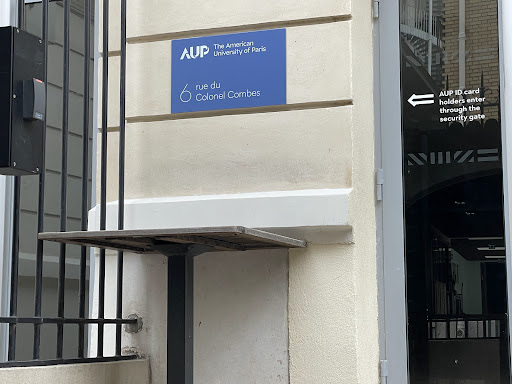 AUP The American
University of Paris
6 rue du
Colonel Combes
AUP ID card
holders enter
through the
security gate